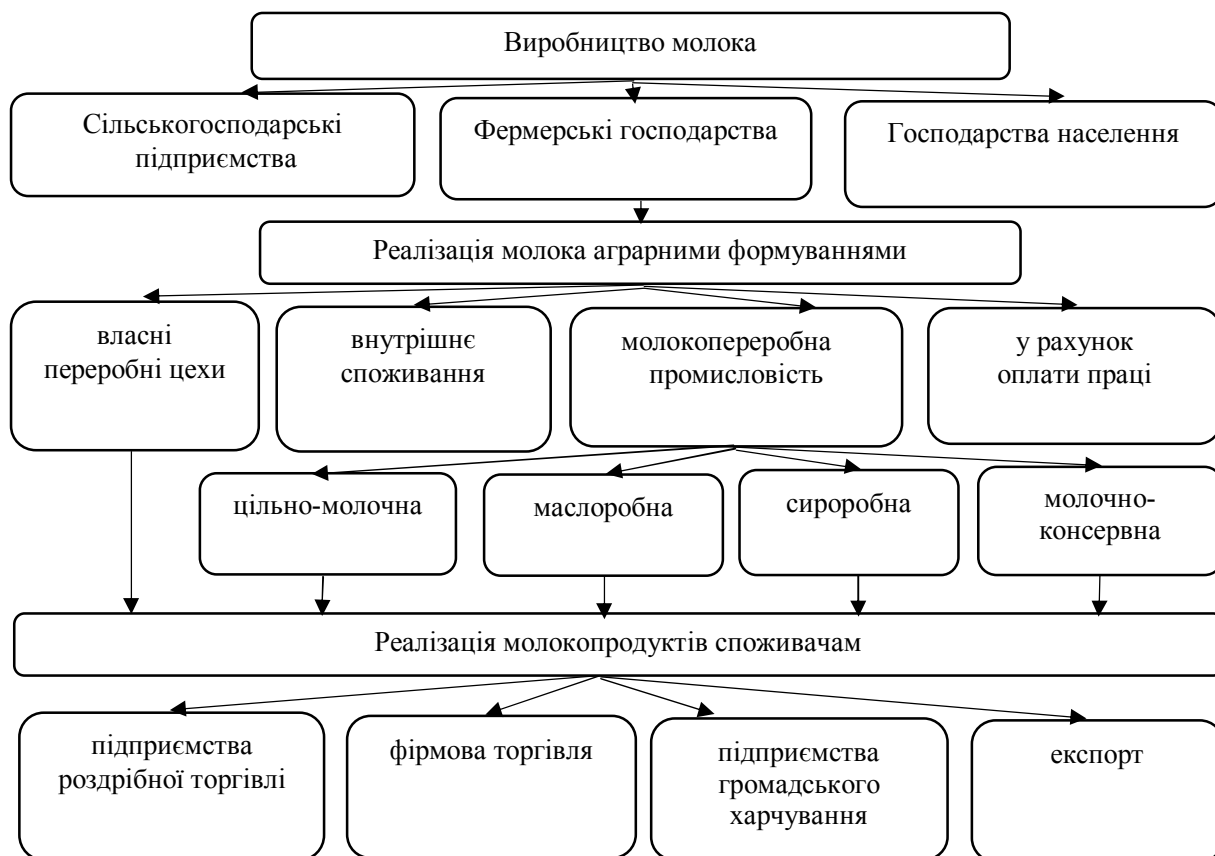 Виробництво молока
Сільськогосподарські
підприємства
Фермерські господарства
Господарства населення
Реалізація молока аграрними формуваннями
власні
переробні цехи
внутрішнє
споживання
молокопереробна
промисловість
у рахунок
оплати праці
цільно-молочна
маслоробна
сироробна
молочно-
консервна
Реалізація молокопродуктів споживачам
підприємства
роздрібної торгівлі
фірмова торгівля
підприємства
громадського
харчування
експорт